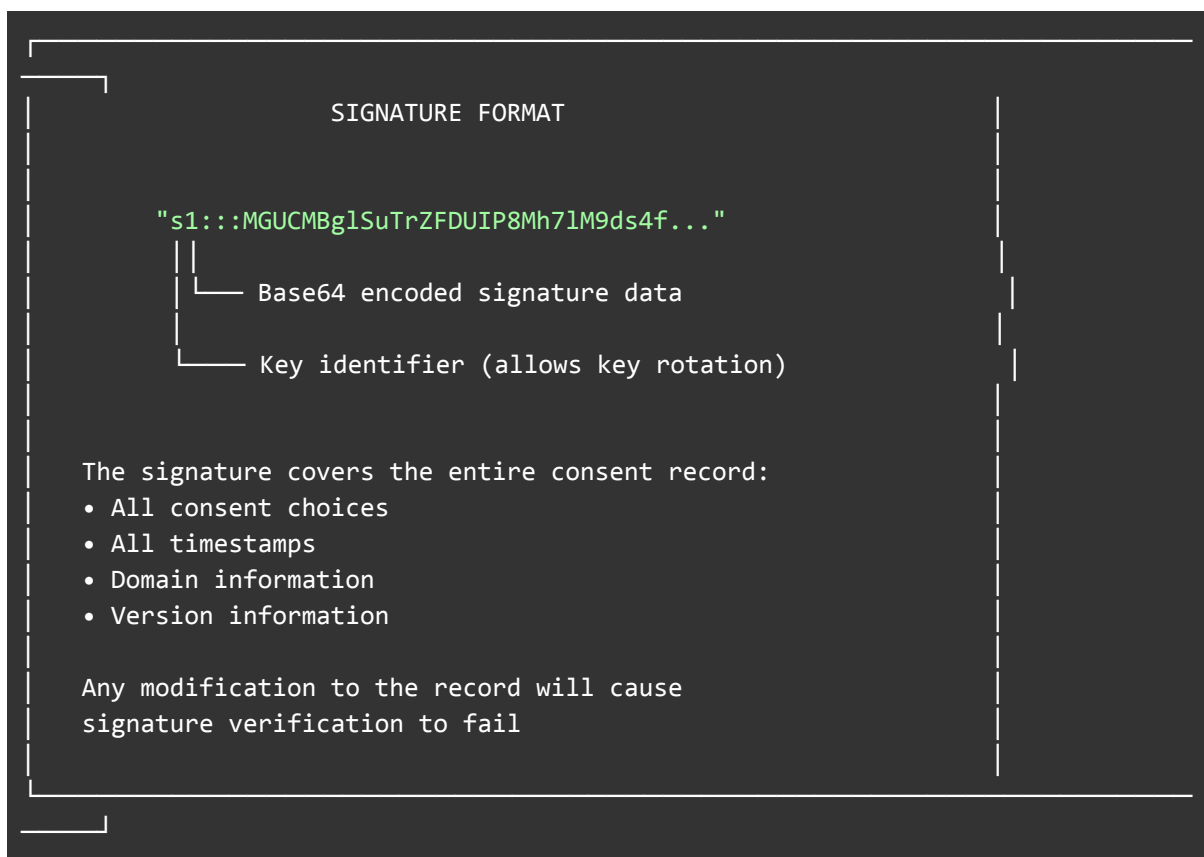 SIGNATURE FORMAT
"s1:::MGUCMBglSuTrZFDUIP8Mh7lM9ds4f..."
Base64 encoded signature data
Key identifier (allows key rotation)
The signature covers the entire consent record:
• All consent choices
• All timestamps
• Domain information
• Version information
Any modification to the record will cause
signature verification to fail